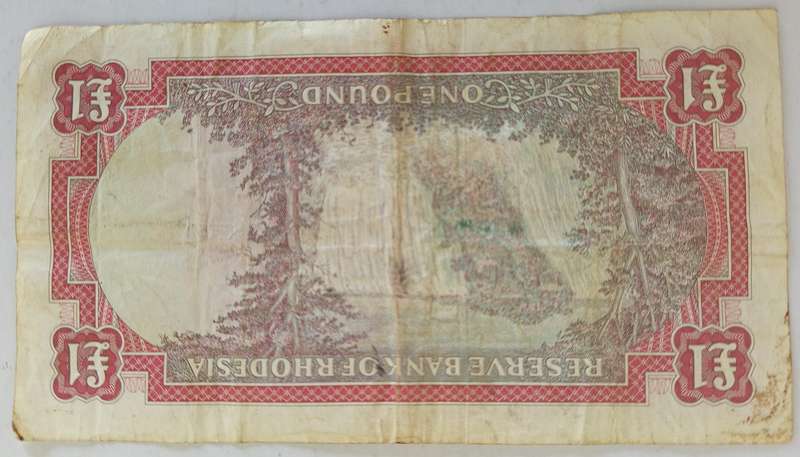 £1 RESERVE BANK OF RHODESIA £1
£1 ONE POUND £1